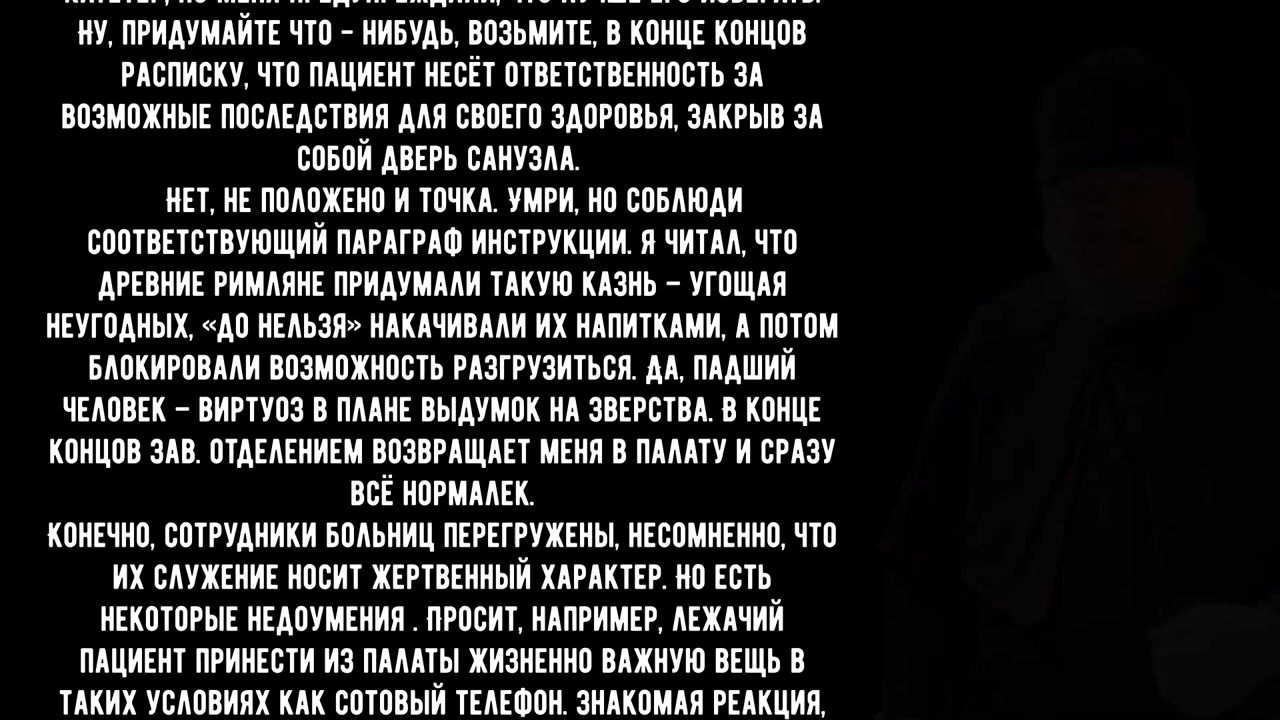 Ну, придумайте что - нибудь, возьмите, в конце концов
расписку, что пациент несёт ответственность за
возможные последствия для своего здоровья, закрыв за
собой дверь санузла.
Нет, не положено и точка. Умри, но соблюди
соответствующий параграф инструкции. Я читал, что
древние римляне придумали такую казнь – угощая
неугодных, «до нельзя» накачивали их напитками, а потом
блокировали возможность разгрузиться. Да, падший
человек – виртуоз в плане выдумок на зверства. В конце
концов зав. отделением возвращает меня в палату и сразу
всё нормалек.
Конечно, сотрудники больниц перегружены, несомненно, что
их служение носит жертвенный характер. Но есть
некоторые недоумения . Просит, например, лежачий
пациент принести из палаты жизненно важную вещь в
таких условиях как сотовый телефон. Знакомая реакция,